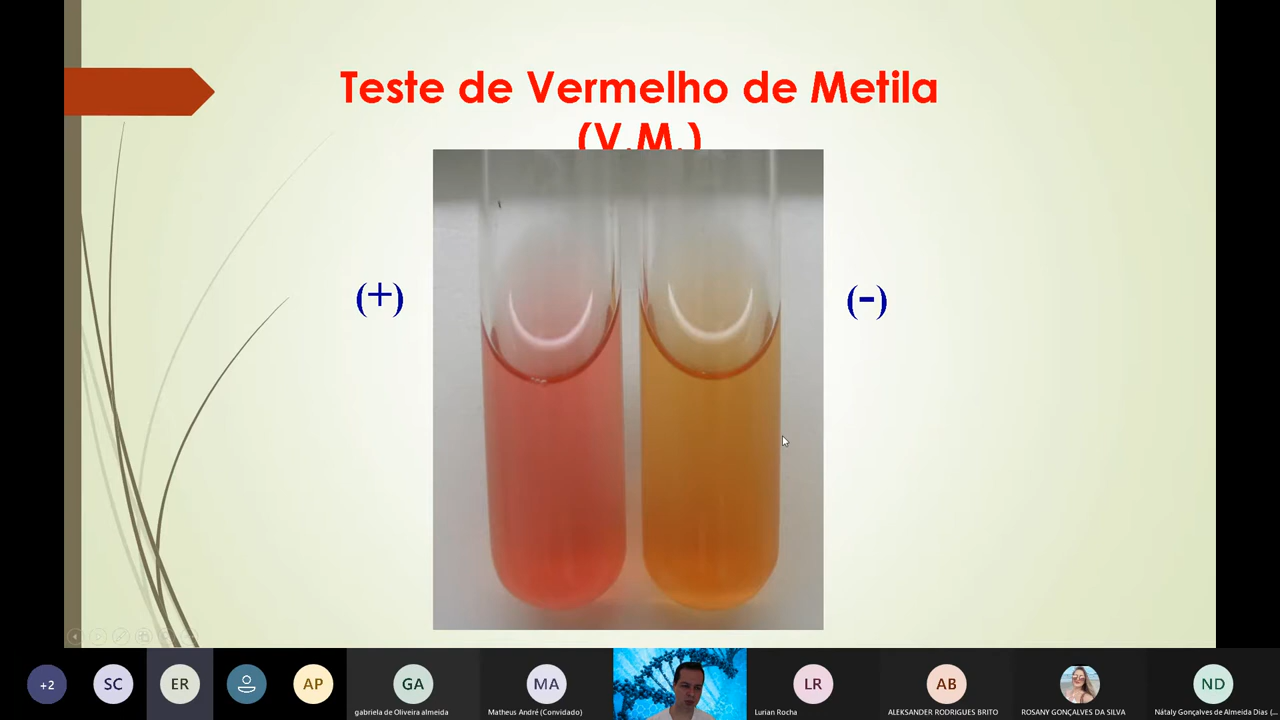 Teste de Vermelho de Metila
(V.M.)
(+)
(-)
+2
SC
ER
AP
GA
gabriela de Oliveira almeida
MA
Matheus André (Convidado)
LR
Lurian Rocha
AB
ALEKSANDER RODRIGUES BRITO
ROSANY GONÇALVES DA SILVA
ND
Nátaly Gonçalves de Almeida Dias (...